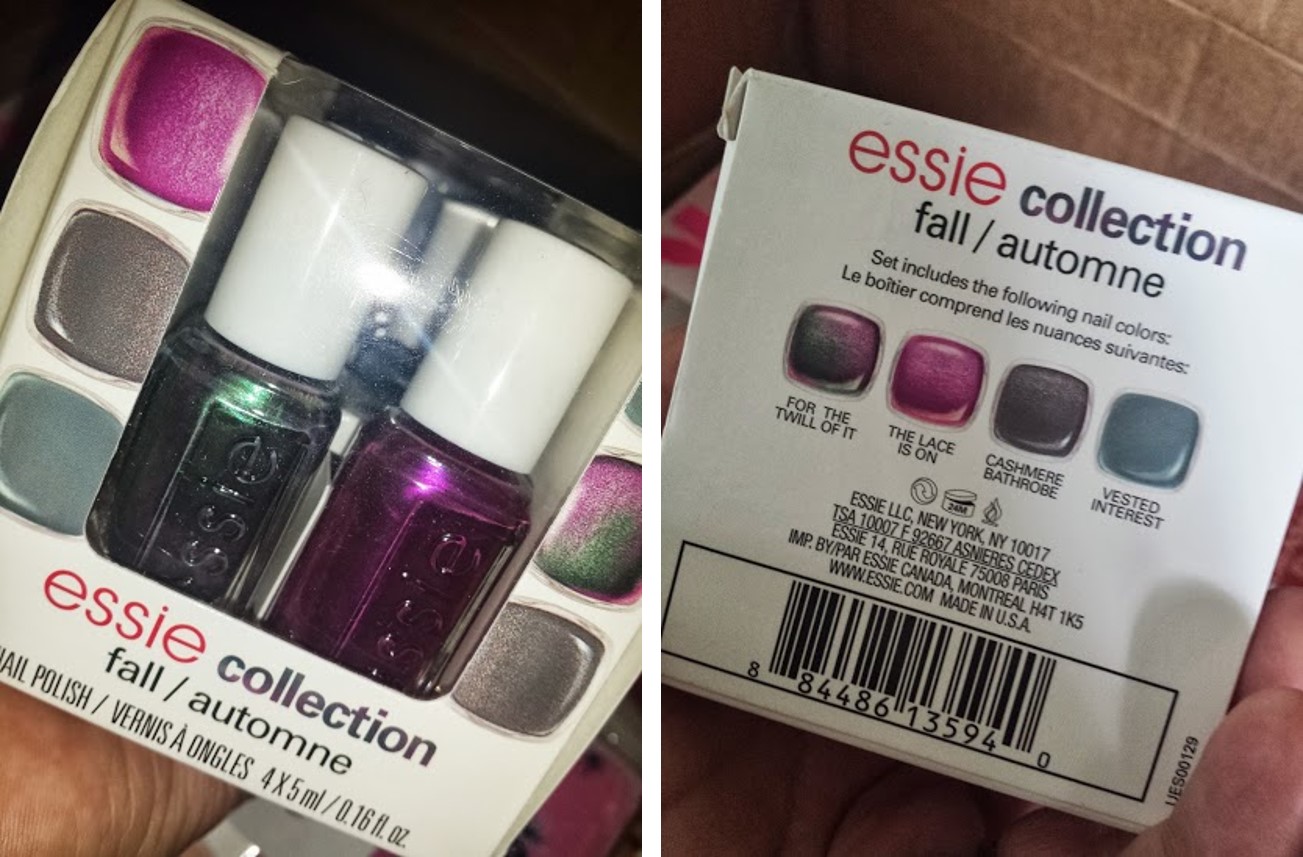 essie
essie
essie collection
fall / automne
NAIL POLISH / VERNIS À ONGLES 4X5 ml / 0.16 fl. oz.
essie collection
fall / automne
Set includes the following nail colors:
Le boîtier comprend les nuances suivantes:
FOR THE
TWILL OF IT
THE LACE
IS ON
CASHMERE
BATHROBE
VESTED
INTEREST
24M
ESSIE LLC, NEW YORK, NY 10017
TSA 10007 F 92667 ASNIERES CEDEX
ESSIE 14, RUE ROYALE 75008 PARIS
IMP. BY/PAR ESSIE CANADA, MONTREAL H4T 1K5
WWW.ESSIE.COM MADE IN U.S.A.
8 84486 13594 0